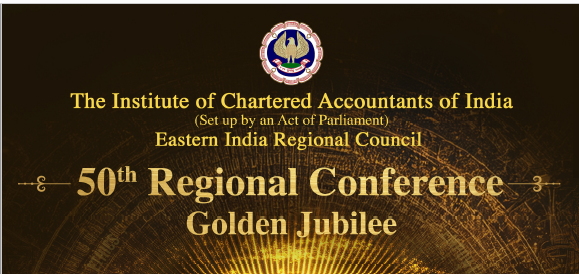 The Institute of Chartered Accountants of India
(Set up by an Act of Parliament)
Eastern India Regional Council
50th Regional Conference
Golden Jubilee